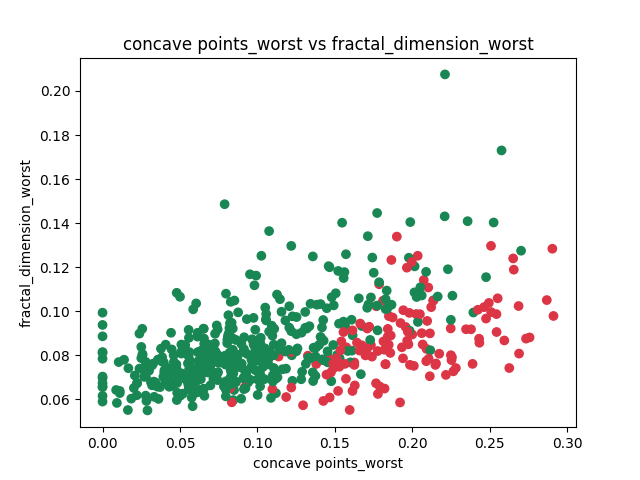 concave points_worst vs fractal_dimension_worst
0.20
0.18
0.16
0.14
0.12
0.10
0.08
0.06
fractal_dimension_worst
0.00 0.05 0.10 0.15 0.20 0.25 0.30
concave points_worst